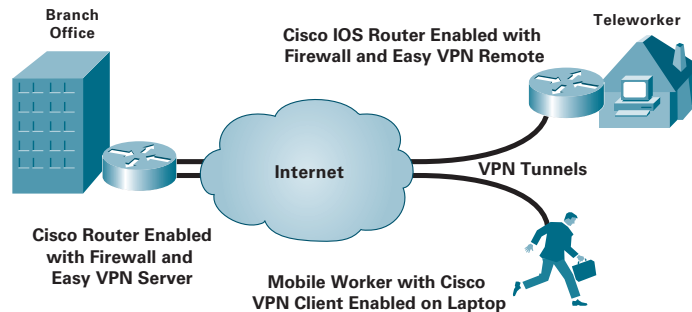 Branch
Office
Cisco IOS Router Enabled with
Firewall and Easy VPN Remote
Teleworker
Internet
VPN Tunnels
Cisco Router Enabled
with Firewall and
Easy VPN Server
Mobile Worker with Cisco
VPN Client Enabled on Laptop